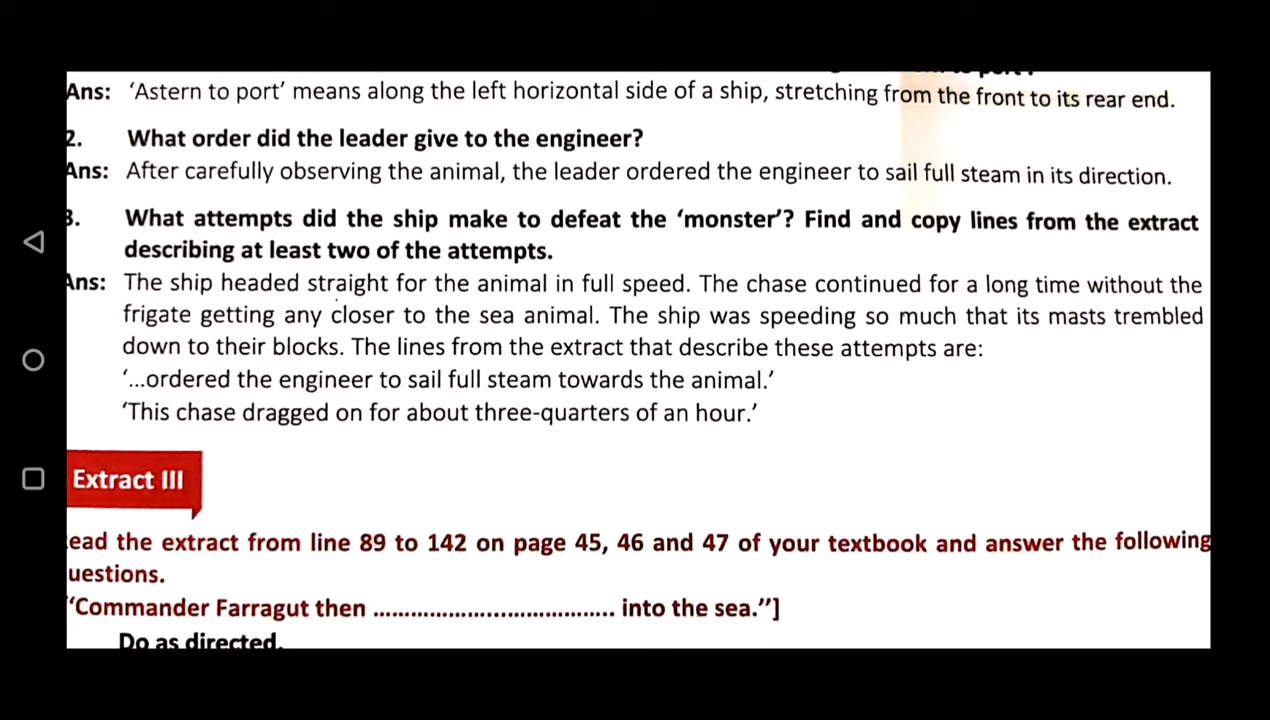 to port'?
Ans: ‘Astern to port’ means along the left horizontal side of a ship, stretching from the front to its rear end.
2. What order did the leader give to the engineer?
Ans: After carefully observing the animal, the leader ordered the engineer to sail full steam in its direction.
3. What attempts did the ship make to defeat the ‘monster’? Find and copy lines from the extract
describing at least two of the attempts.
Ans: The ship headed straight for the animal in full speed. The chase continued for a long time without the
frigate getting any closer to the sea animal. The ship was speeding so much that its masts trembled
down to their blocks. The lines from the extract that describe these attempts are:
‘...ordered the engineer to sail full steam towards the animal.’
‘This chase dragged on for about three-quarters of an hour.’
Extract III
ead the extract from line 89 to 142 on page 45, 46 and 47 of your textbook and answer the following
uestions.
“Commander Farragut then ...................................... into the sea.”]
Do as directed.